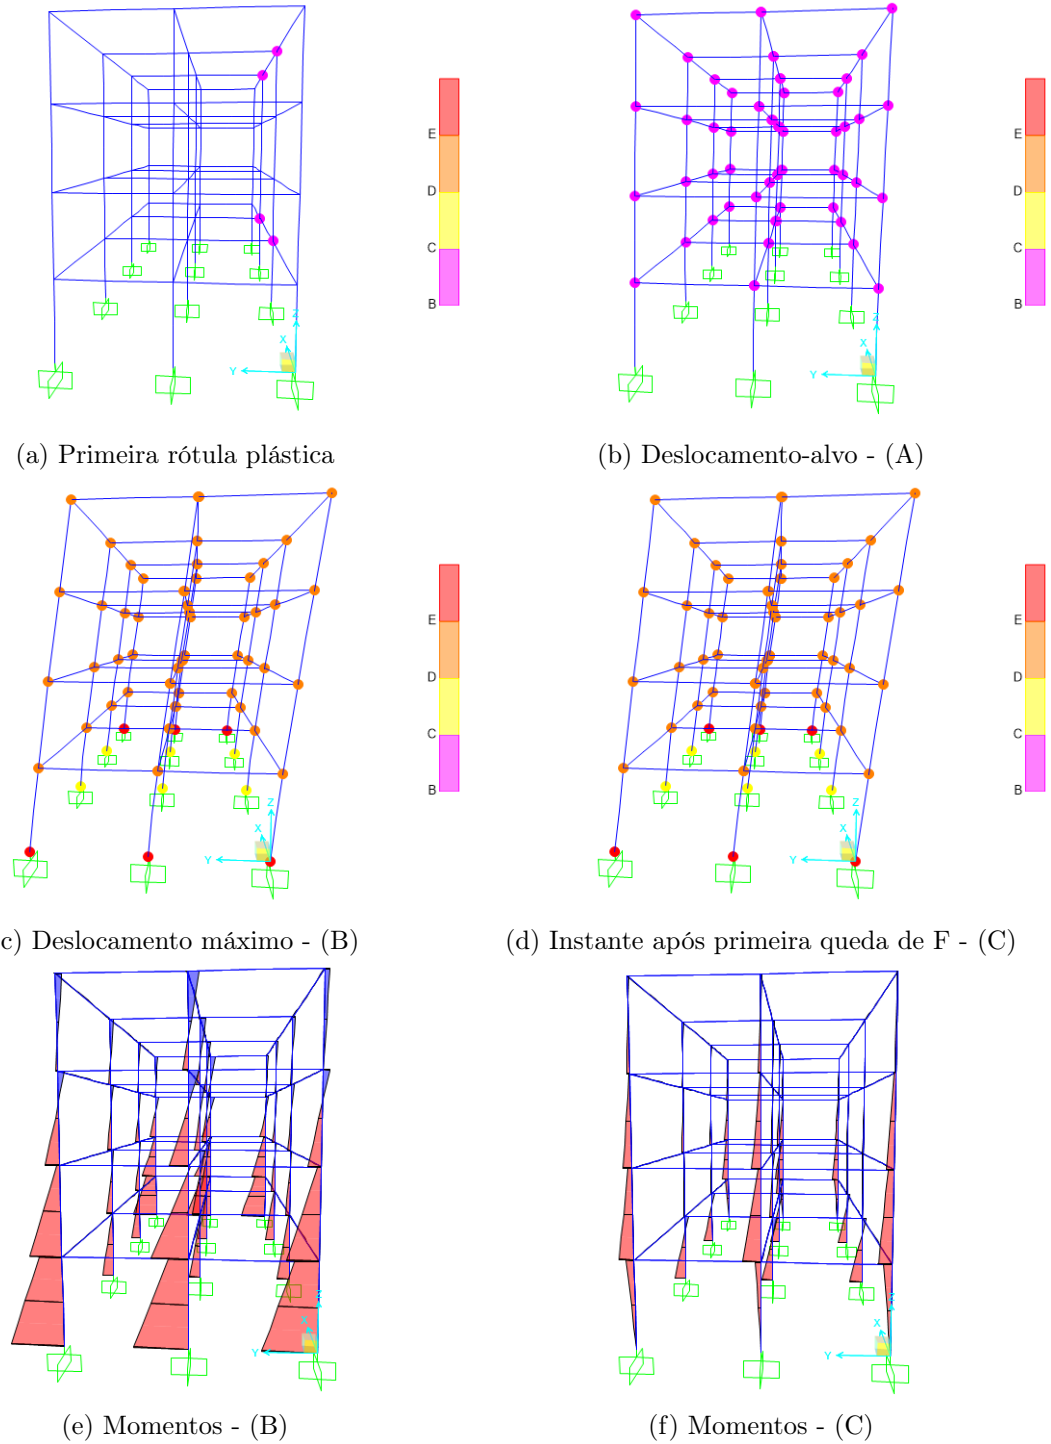 E
D
C
B
Z
X
Y
(a) Primeira rótula plástica
E
D
C
B
Z
X
Y
(b) Deslocamento-alvo - (A)
Z
X
Y
c) Deslocamento máximo - (B)
E
D
C
B
E
D
C
B
Z
X
Y
(d) Instante após primeira queda de F - (C)
Z
X
Y
(e) Momentos - (B)
Z
X
Y
(f) Momentos - (C)